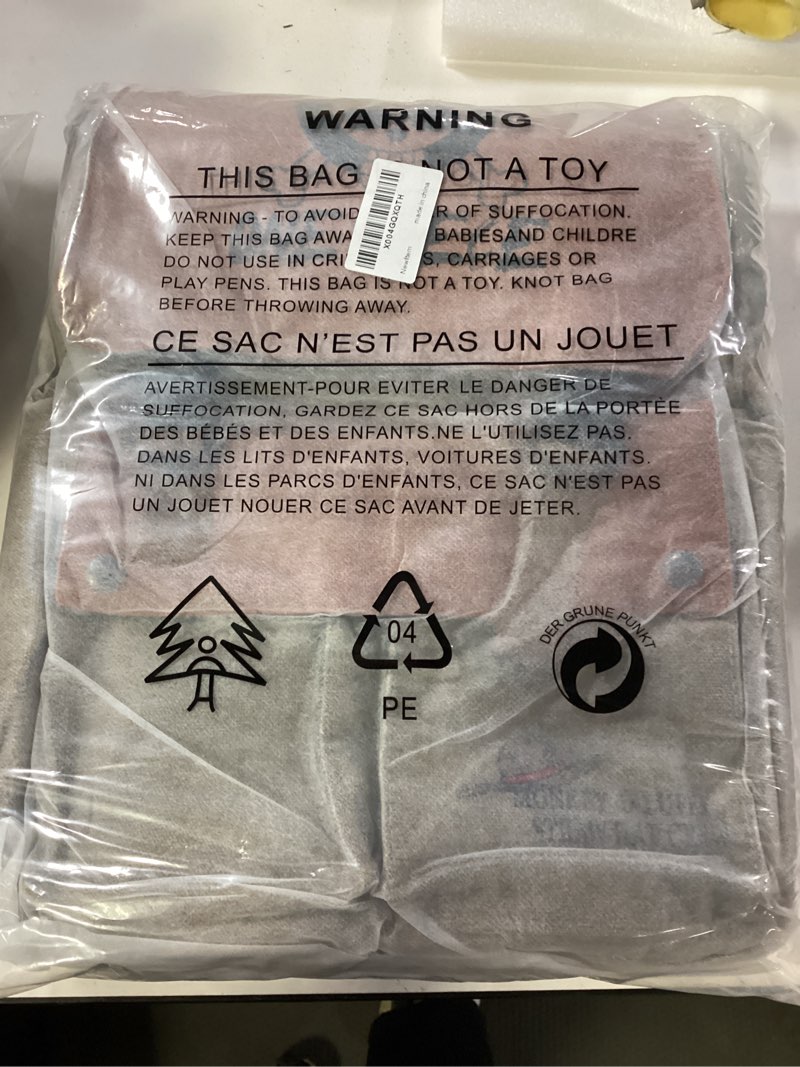 WARNING
THIS BAG NOT A TOY
WARNING - TO AVOID R OF SUFFOCATION.
KEEP THIS BAG AWA BABIESAND CHILDRE
DO NOT USE IN CRI S, CARRIAGES OR
PLAY PENS. THIS BAG IS NOT A TOY. KNOT BAG
BEFORE THROWING AWAY.
X004GQXQTH
NewItem made in china
CE SAC N'EST PAS UN JOUET
AVERTISSEMENT-POUR EVITER LE DANGER DE
SUFFOCATION, GARDEZ CE SAC HORS DE LA PORTÈE
DES BÉBÉS ET DES ENFANTS.NE L'UTILISEZ PAS.
DANS LES LITS D'ENFANTS, VOITURES D'ENFANTS.
NI DANS LES PARCS D'ENFANTS, CE SAC N'EST PAS
UN JOUET NOUER CE SAC AVANT DE JETER.
04
PE
DER GRUNE PUNKT